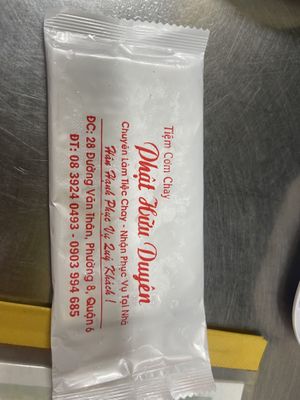 Tiệm Cơm Chay
Phật Hữu Duyên
Chuyên Làm Tiệc Chay - Nhận Phục Vụ Tại Nhà
Hân Hạnh Phục Vụ Quý Khách !
ĐC: 28 Đường Văn Thân, Phường 8, Quận 6
ĐT: 08 3924 0493 - 0903 994 685